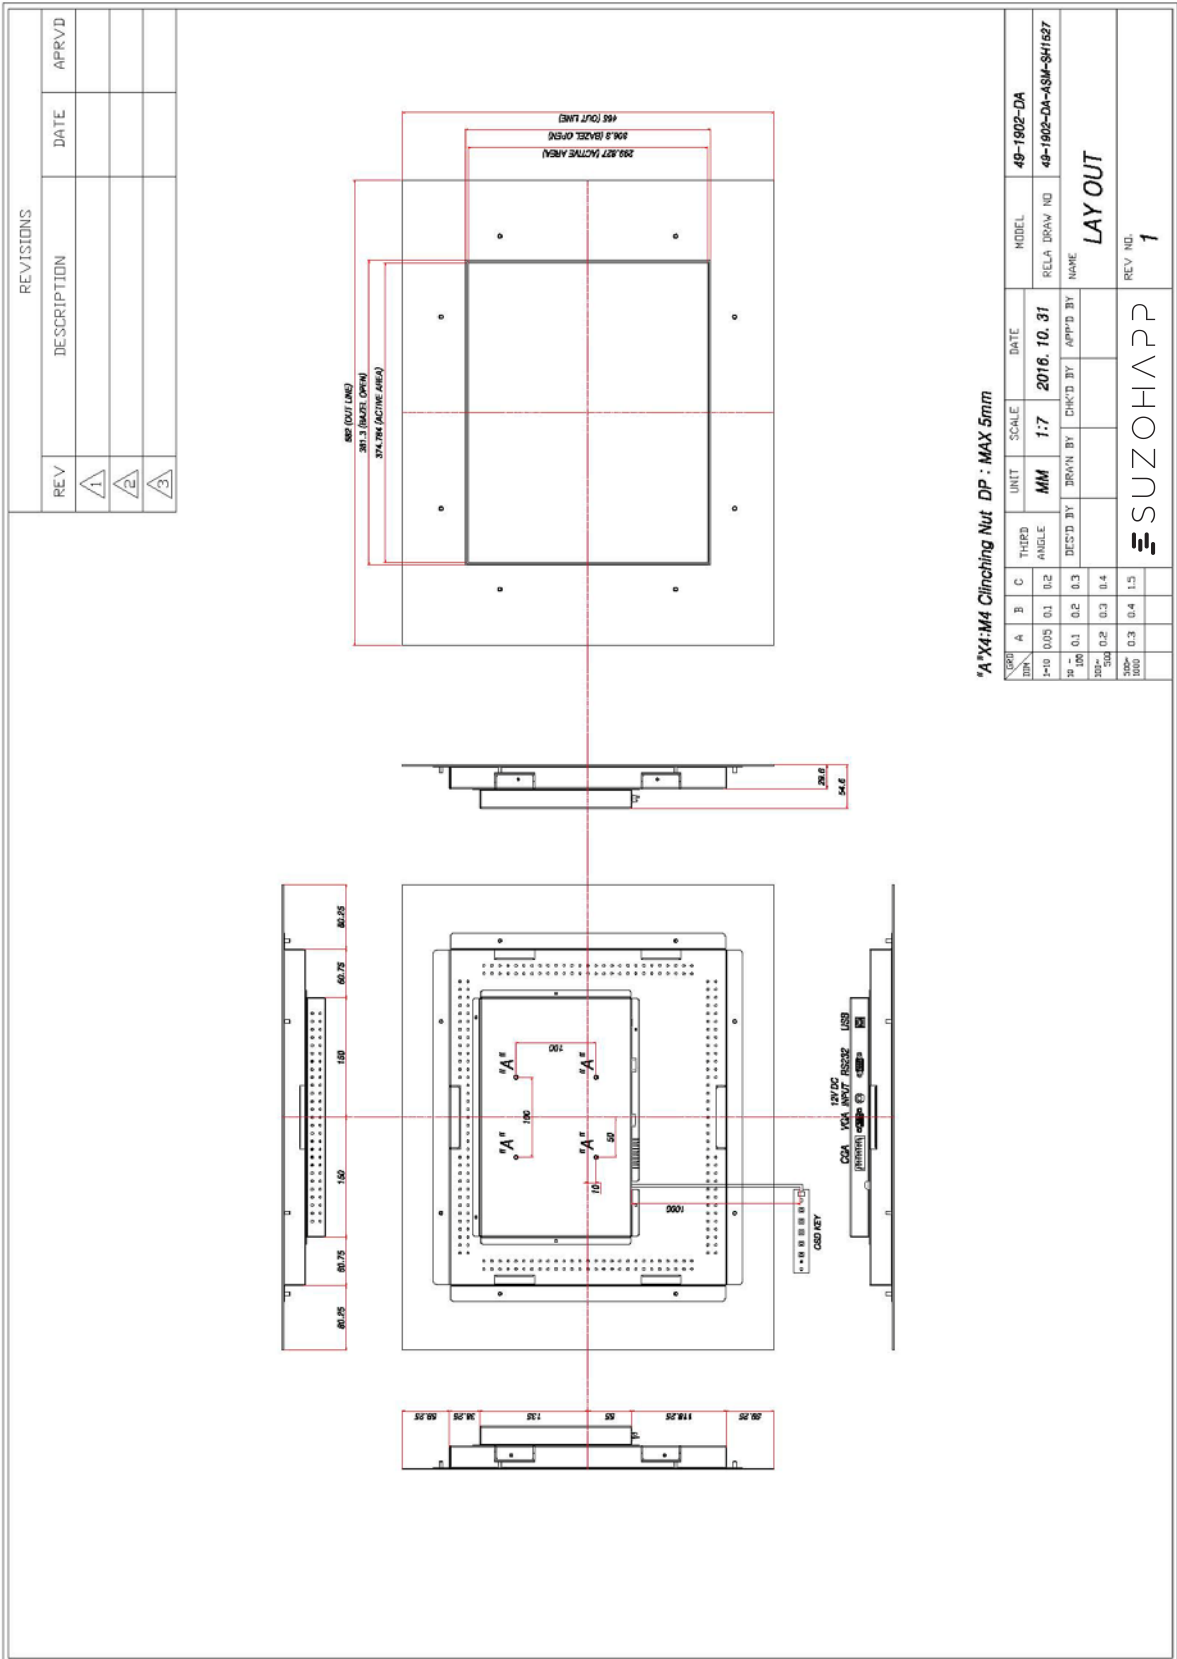 REVISIONS
REV DESCRIPTION DATE APRVD
1
2
3
582 (OUT LINE)
381.3 (BAZEL OPEN)
374.784 (ACTIVE AREA)
465 (OUT LINE)
306.3 (BAZEL OPEN)
299.827 (ACTIVE AREA)
29.6
54.6
80.25 60.75 150 150 60.75 80.25
"A" "A"
"A" "A"
100
100
50
10
1000
OSD KEY
59.25 38.25 135 55 118.25 59.25
12V DC
CGA VGA INPUT RS232 USB
"A"X4:M4 Clinching Nut DP : MAX 5mm
GRD
DIM A B C
1~10 0.05 0.1 0.2
10 ~ 100 0.1 0.2 0.3
101~ 500 0.2 0.3 0.4
500~ 1000 0.3 0.4 1.5
THIRD
ANGLE
UNIT SCALE DATE
MM 1:7 2016. 10. 31
DES'D BY DRA'N BY CHK'D BY APP'D BY
MODEL 49-1902-DA
RELA DRAW NO 49-1902-DA-ASM-SH1527
NAME
LAY OUT
SUZOHAPP
REV NO.
1